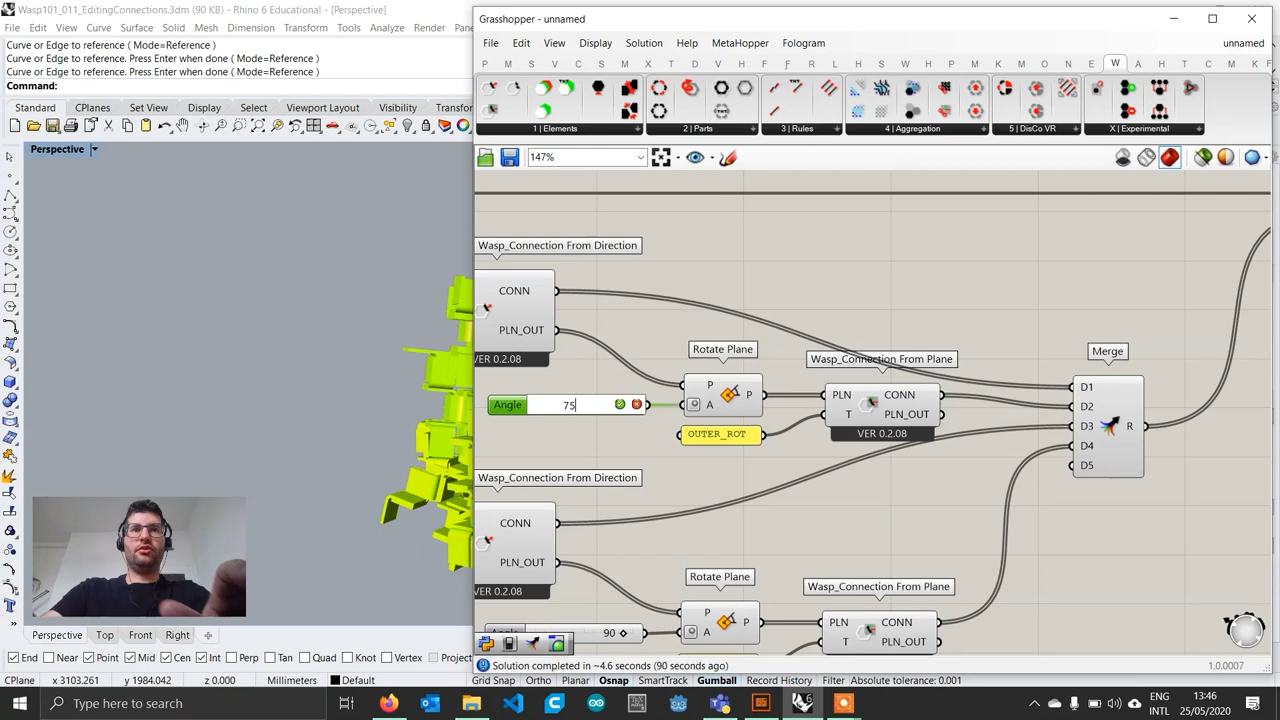 Wasp101_011_EditingConnections.3dm (90 KB) - Rhino 6 Educational - [Perspective]
File Edit View Curve Surface Solid Mesh Dimension Transform Tools Analyze Render
Curve or Edge to reference ( Mode=Reference )
Curve or Edge to reference. Press Enter when done ( Mode=Reference )
Curve or Edge to reference. Press Enter when done ( Mode=Reference )
Command:
Standard CPlanes Set View Display Select Viewport Layout Visibility Transfor
Perspective
Grasshopper - unnamed
File Edit View Display Solution Help MetaHopper Fologram unnamed
P M S V C M X T D M F T R L H S W M A K D M N E W A D M K
1 | Elements 2 | Parts 3 | Rules 4 | Aggregation 5 | DisCo VR X | Experimental
147%
Wasp_Connection From Direction
CONN
PLN_OUT
VER 0.2.08
Rotate Plane
P
A
P
Angle 75
OUTER_ROT
Wasp_Connection From Plane
PLN CONN
T PLN_OUT
VER 0.2.08
Merge
D1
D2
D3 R
D4
D5
Wasp_Connection From Direction
CONN
PLN_OUT
VER 0.2.08
Rotate Plane
P
A
P
90
Wasp_Connection From Plane
PLN CONN
T PLN_OUT
Solution completed in ~4.6 seconds (90 seconds ago) 1.0.0007
Perspective Top Front Right
End Near Point Mid Cen Int Perp Tan Quad Knot Vertex Project
CPlane x 3103.261 y 1984.042 z 0.000 Millimeters Default Grid Snap Ortho Planar Osnap SmartTrack Gumball Record History Filter Absolute tolerance: 0.001
Type here to search
ENG
INTL
13:46
25/05/2020